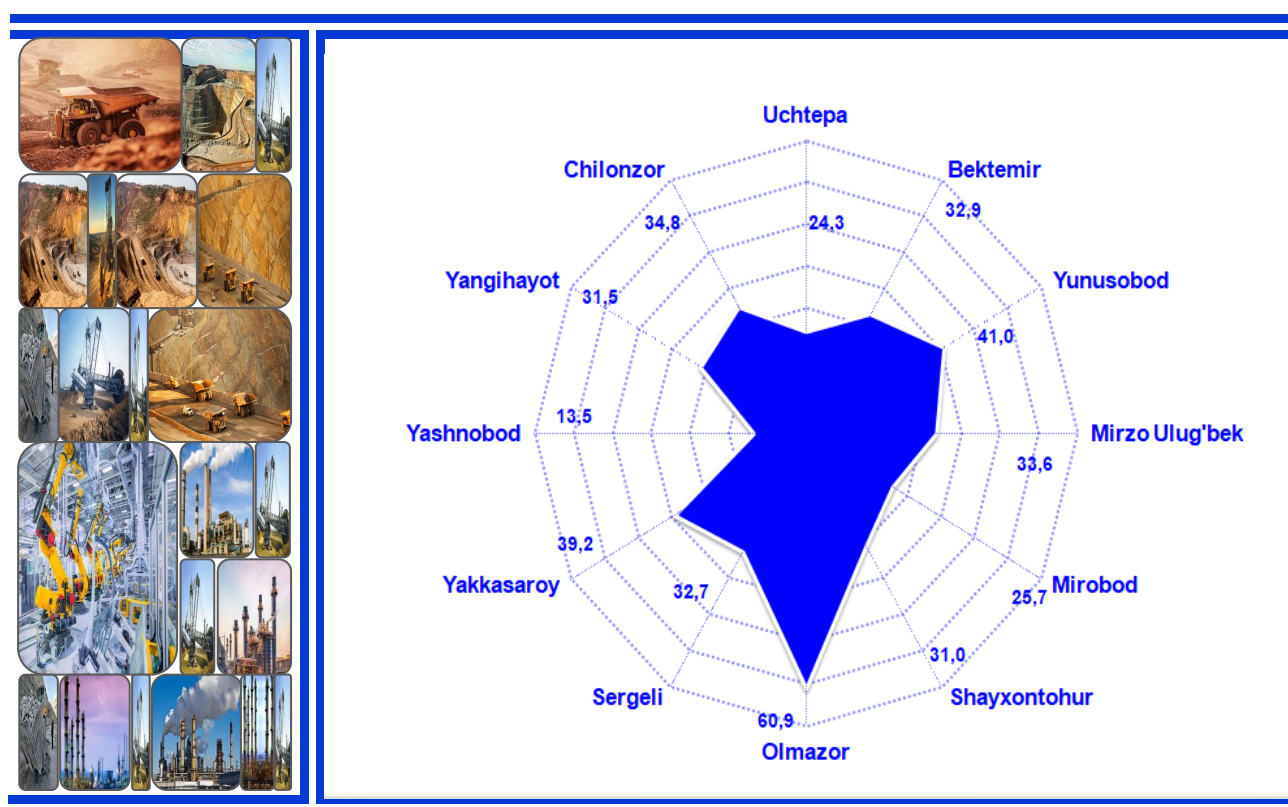 Uchtepa
Chilonzor
Bektemir
34,8
24,3
32,9
Yangihayot
Yunusobod
31,5
41,0
13,5
Yashnobod
Mirzo Ulug'bek
33,6
39,2
Yakkasaroy
32,7
25,7
Mirobod
31,0
Sergeli
Shayxontohur
60,9
Olmazor